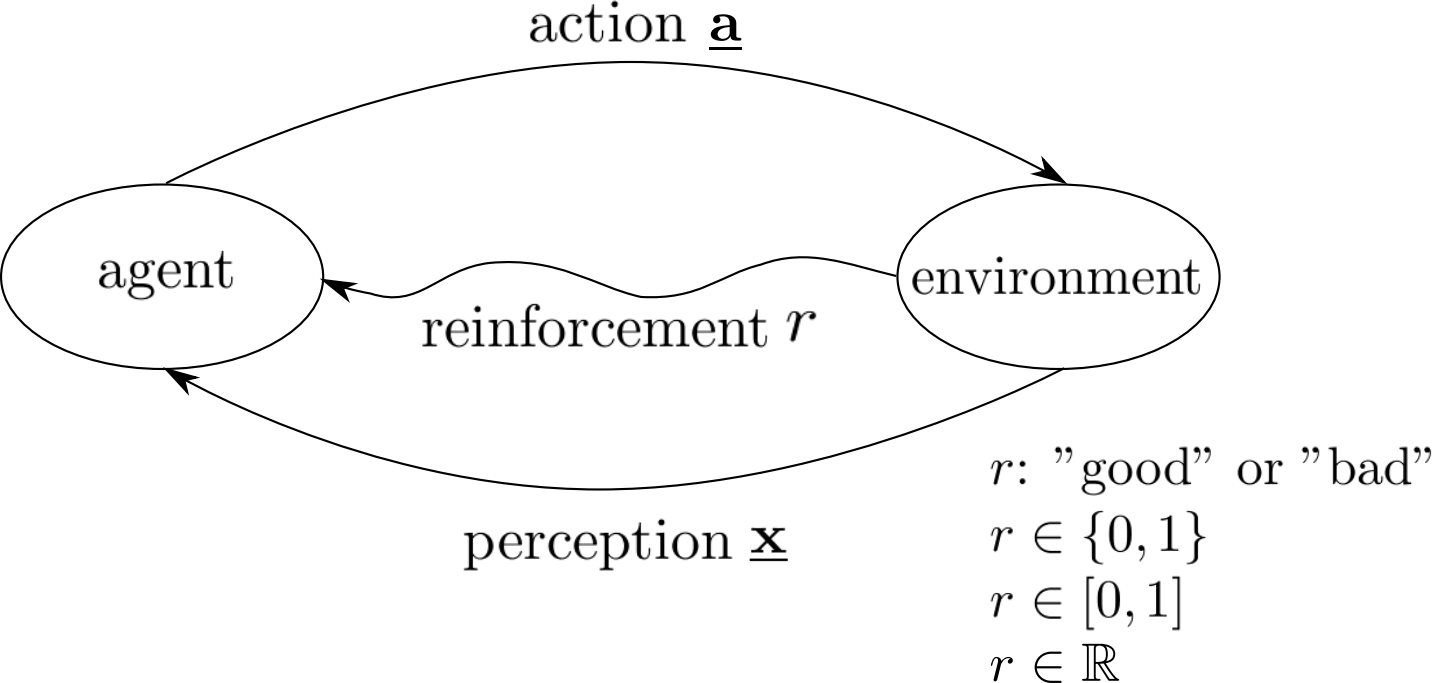 action a
agent
environment
reinforcement r
perception x
r: ”good” or ”bad”
r ∈ {0, 1}
r ∈ [0, 1]
r ∈ ℝ